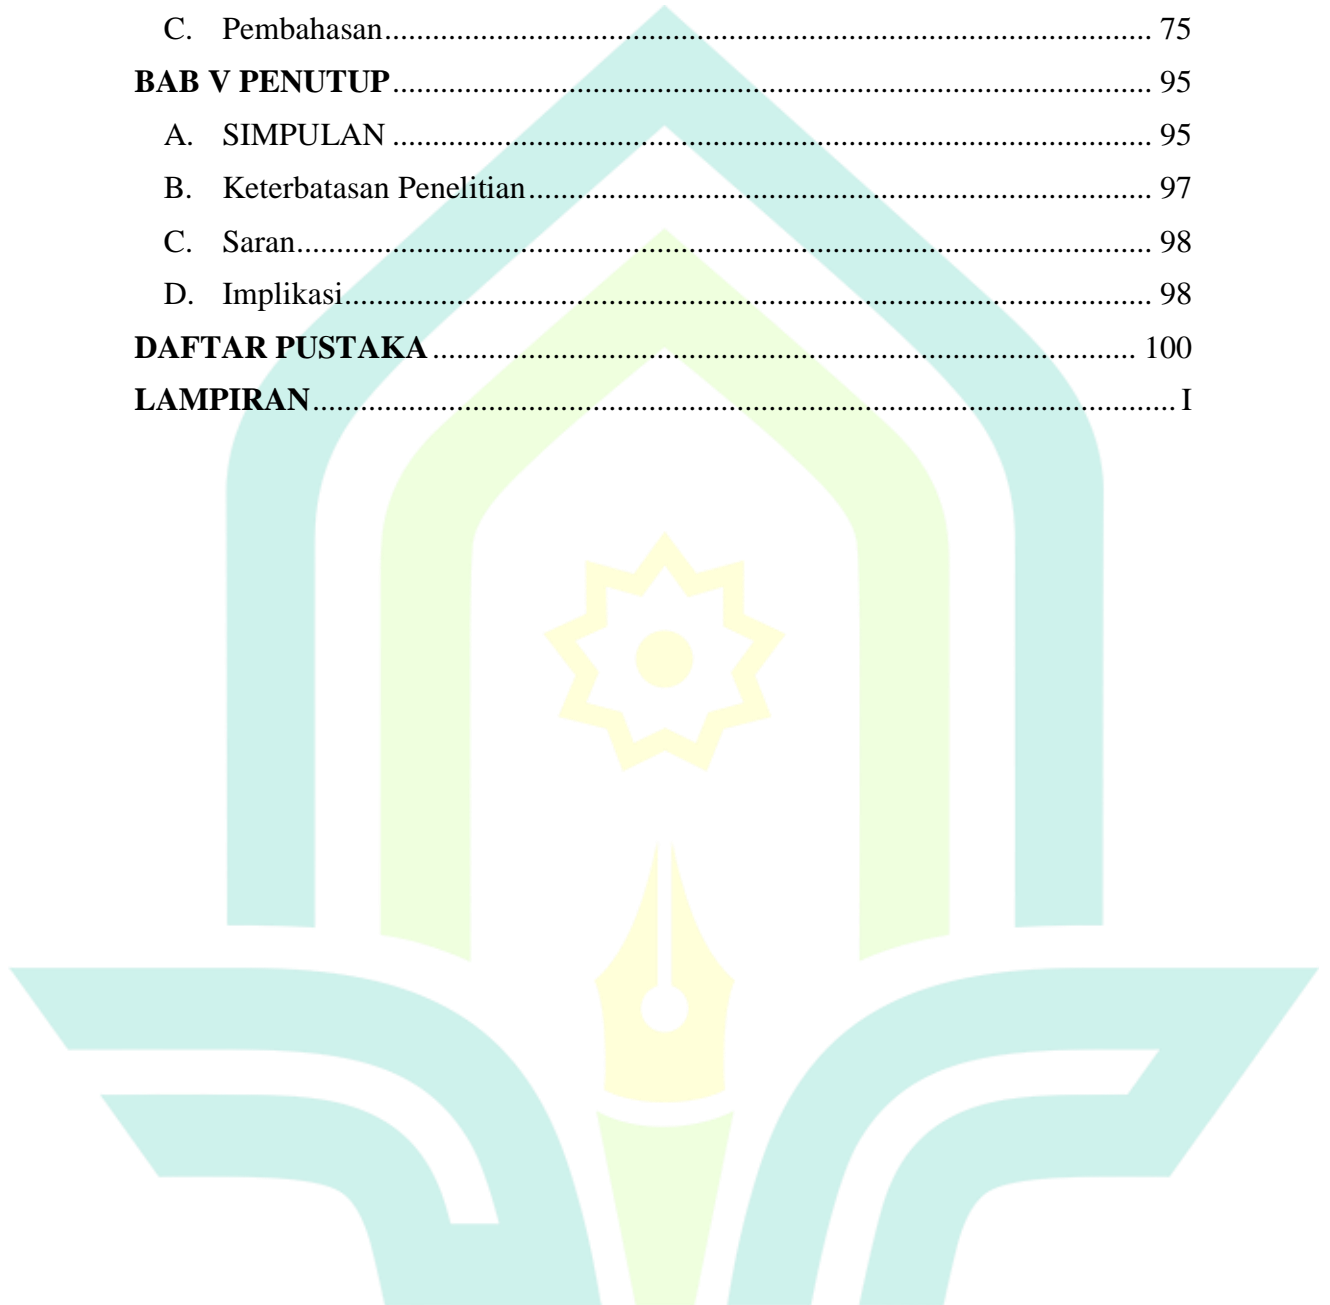 C. Pembahasan........................................................................................................ 75
BAB V PENUTUP........................................................................................................ 95
A. SIMPULAN........................................................................................................ 95
B. Keterbatasan Penelitian........................................................................................ 97
C. Saran........................................................................................................ 98
D. Implikasi........................................................................................................ 98
DAFTAR PUSTAKA................................................................................................ 100
LAMPIRAN........................................................................................................ I